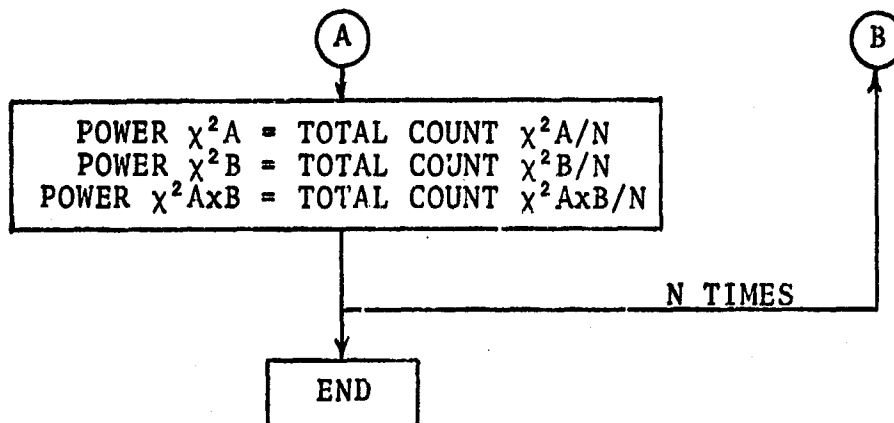 A
B
POWER χ²A = TOTAL COUNT χ²A/N
POWER χ²B = TOTAL COUNT χ²B/N
POWER χ²AxB = TOTAL COUNT χ²AxB/N
N TIMES
END